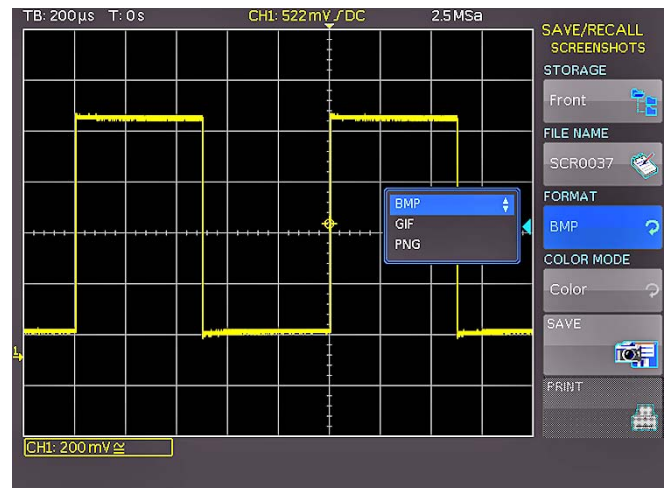 TB: 200µs T: 0s CH1: 522mV ⎍ DC 2.5MSa
SAVE/RECALL
SCREENSHOTS
STORAGE
Front
FILE NAME
SCR0037
FORMAT
BMP
BMP
GIF
PNG
COLOR MODE
Color
SAVE
PRINT
1
CH1: 200mV ≅